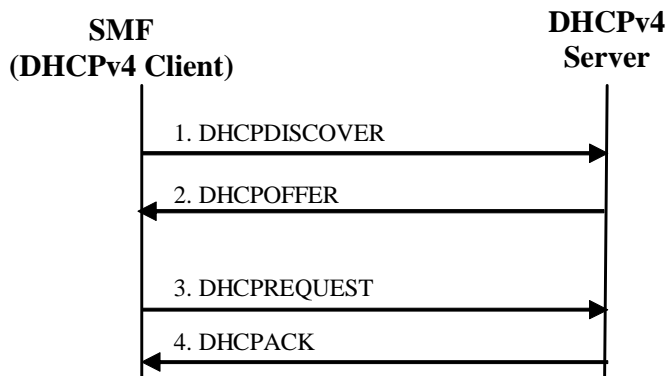 SMF
(DHCPv4 Client)
DHCPv4
Server
1. DHCPDISCOVER
2. DHCPOFFER
3. DHCPREQUEST
4. DHCPACK